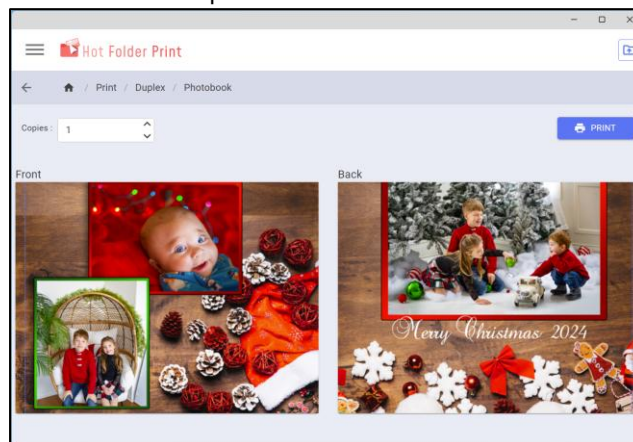 Hot Folder Print
Print / Duplex / Photobook
Copies : 1
PRINT
Front
Back
Merry Christmas 2024